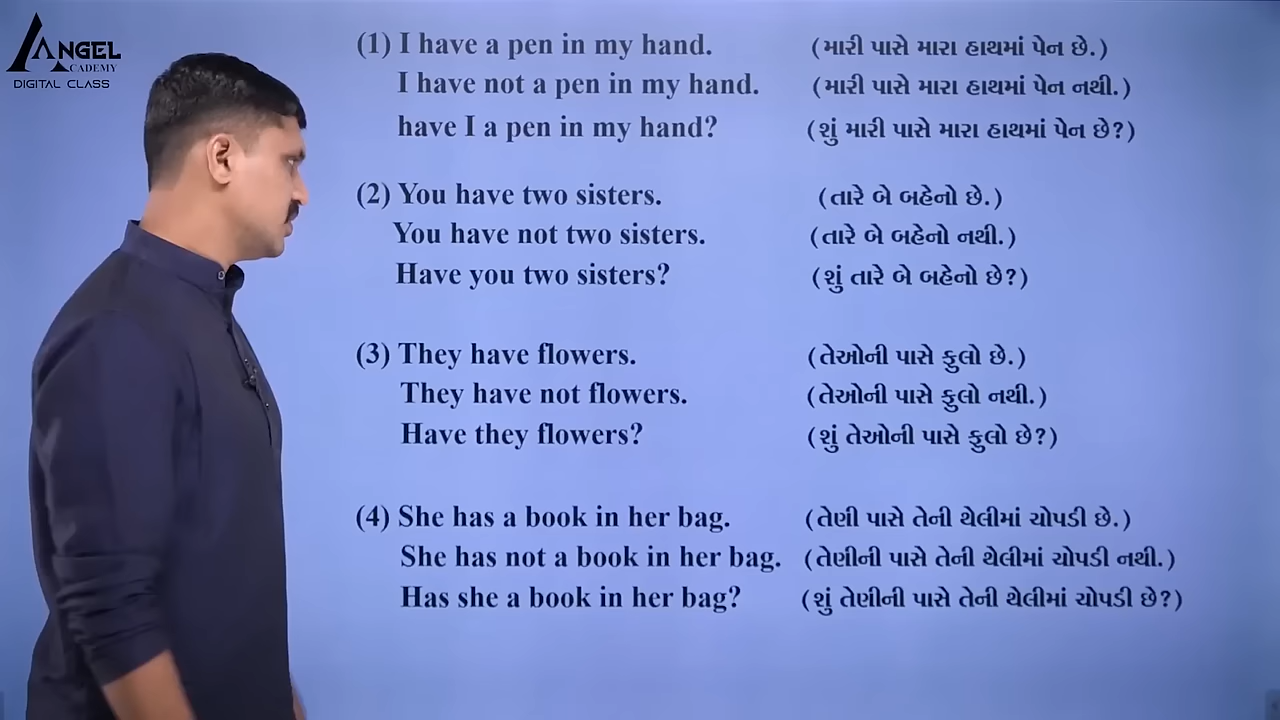 ANGEL
ACADEMY
DIGITAL CLASS
(1) I have a pen in my hand. (મારી પાસે મારા હાથમાં પેન છે.)
I have not a pen in my hand. (મારી પાસે મારા હાથમાં પેન નથી.)
have I a pen in my hand? (શું મારી પાસે મારા હાથમાં પેન છે?)
(2) You have two sisters. (તારે બે બહેનો છે.)
You have not two sisters. (તારે બે બહેનો નથી.)
Have you two sisters? (શું તારે બે બહેનો છે?)
(3) They have flowers. (તેઓની પાસે ફુલો છે.)
They have not flowers. (તેઓની પાસે ફુલો નથી.)
Have they flowers? (શું તેઓની પાસે ફુલો છે?)
(4) She has a book in her bag. (તેણી પાસે તેની થેલીમાં ચોપડી છે.)
She has not a book in her bag. (તેણીની પાસે તેની થેલીમાં ચોપડી નથી.)
Has she a book in her bag? (શું તેણીની પાસે તેની થેલીમાં ચોપડી છે?)